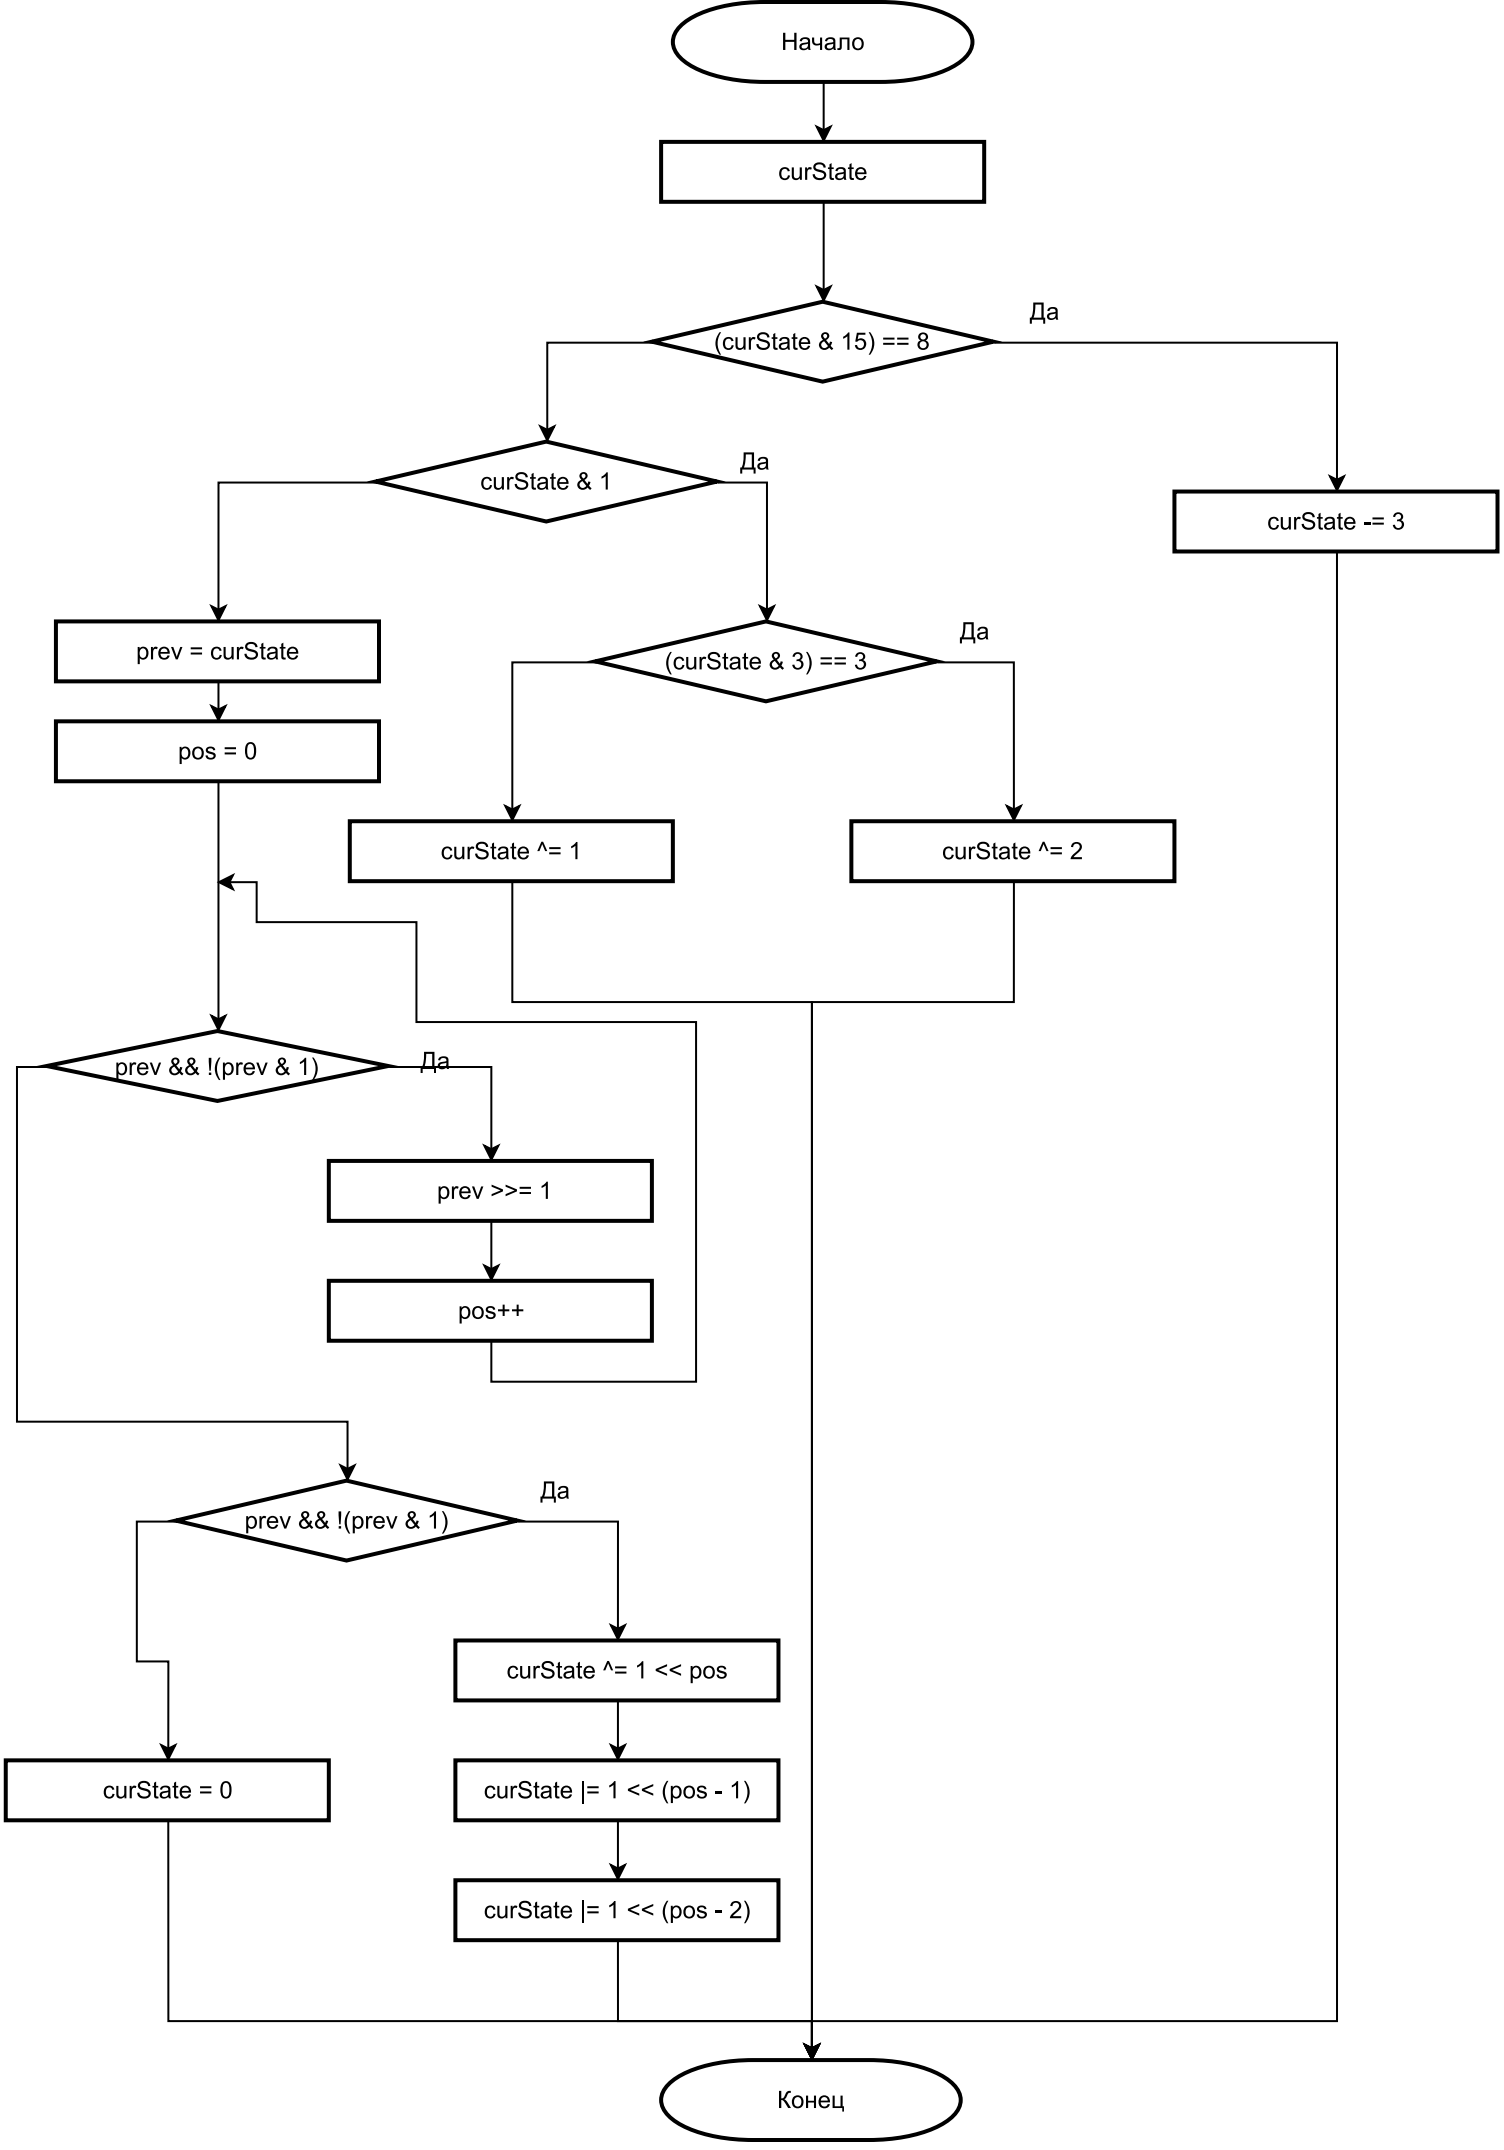 Начало
curState
(curState & 15) == 8
Да
curState & 1
Да
curState -= 3
prev = curState
(curState & 3) == 3
Да
pos = 0
curState ^= 1
curState ^= 2
prev && !(prev & 1)
Да
prev >>= 1
pos++
prev && !(prev & 1)
Да
curState ^= 1 << pos
curState = 0
curState |= 1 << (pos - 1)
curState |= 1 << (pos - 2)
Конец